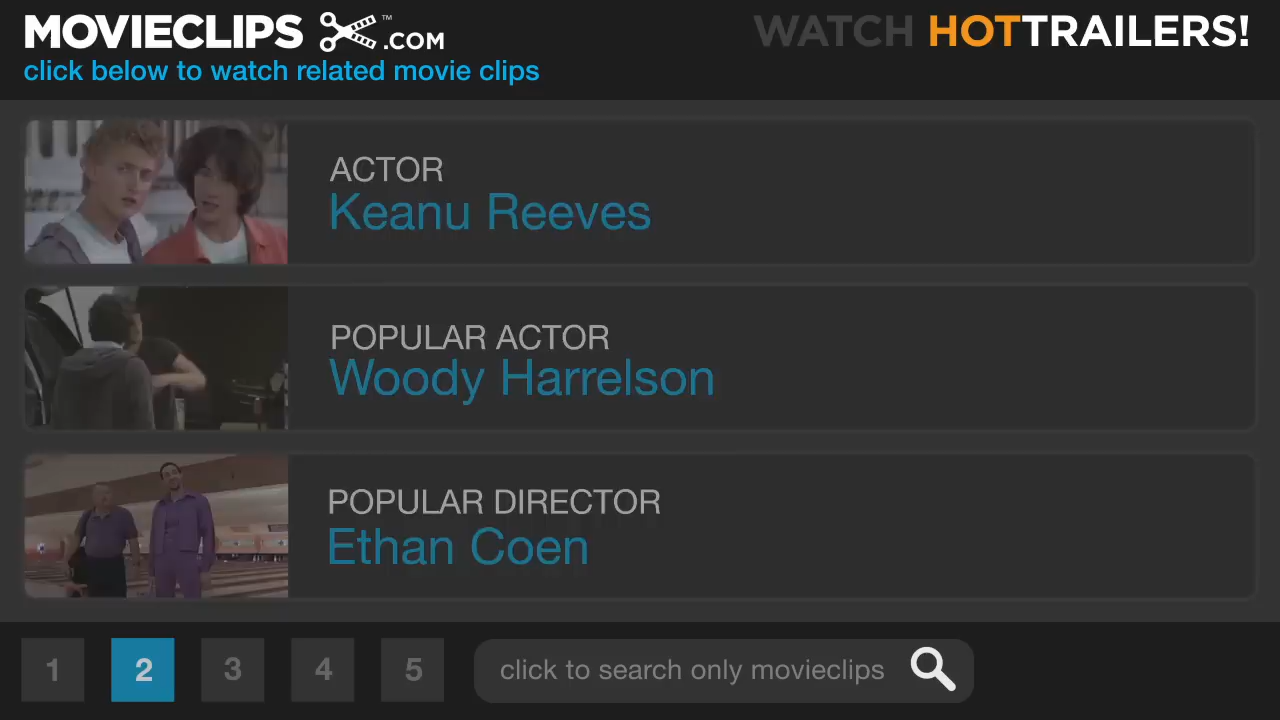 MOVIECLIPS ™ .COM
WATCH HOTTRAILERS!
click below to watch related movie clips
ACTOR
Keanu Reeves
POPULAR ACTOR
Woody Harrelson
POPULAR DIRECTOR
Ethan Coen
1 2 3 4 5 click to search only movieclips